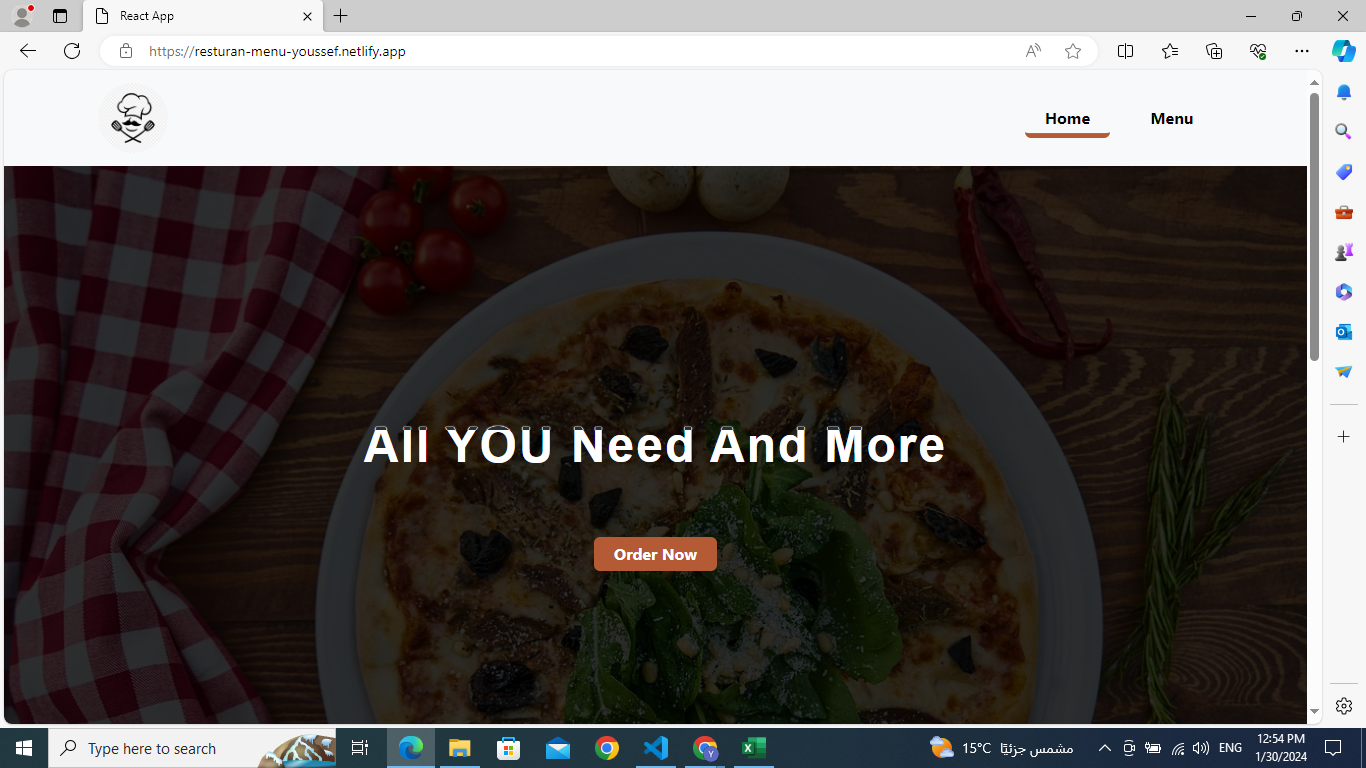 React App
https://resturan-menu-youssef.netlify.app
Home
Menu
All YOU Need And More
Order Now
Type here to search
15°C مشمس جزئيًا
ENG
12:54 PM
1/30/2024